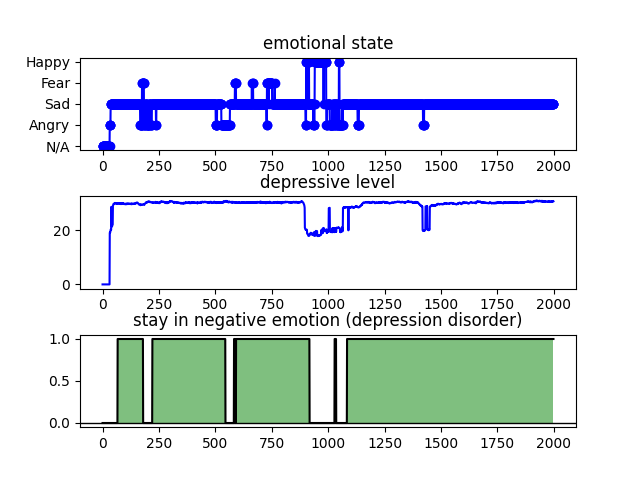 emotional state
Happy
Fear
Sad
Angry
N/A
0 250 500 750 1000 1250 1500 1750 2000
depressive level
20
0
0 250 500 750 1000 1250 1500 1750 2000
stay in negative emotion (depression disorder)
1.0
0.5
0.0
0 250 500 750 1000 1250 1500 1750 2000